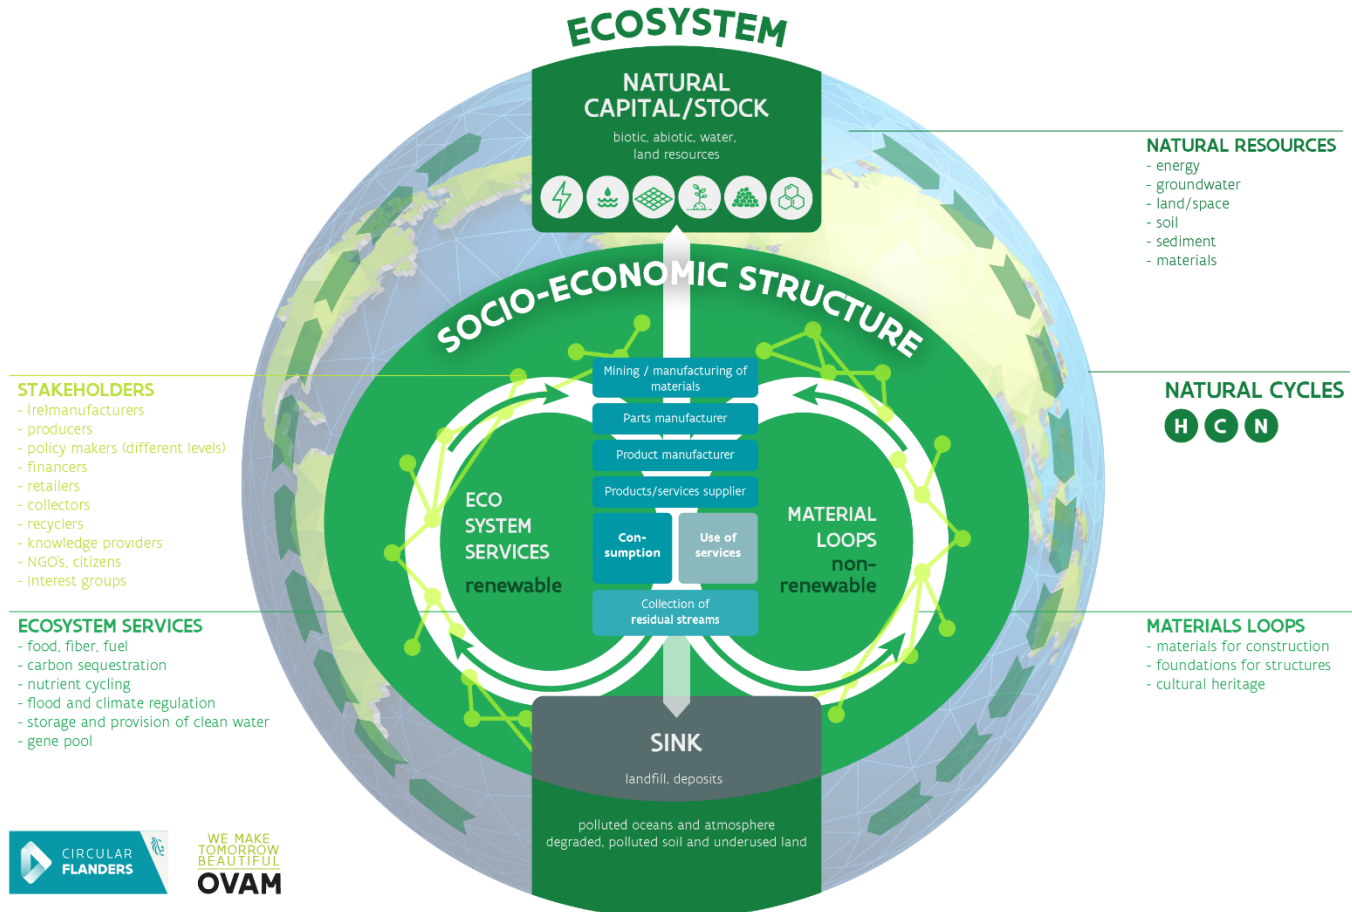 ECOSYSTEM
NATURAL
CAPITAL/STOCK
biotic, abiotic, water,
land resources
NATURAL RESOURCES
- energy
- groundwater
- land/space
- soil
- sediment
- materials
SOCIO-ECONOMIC STRUCTURE
STAKEHOLDERS
- (re)manufacturers
- producers
- policy makers (different levels)
- financers
- retailers
- collectors
- recyclers
- knowledge providers
- NGO's, citizens
- Interest groups
NATURAL CYCLES
H C N
Mining / manufacturing of
materials
Parts manufacturer
Product manufacturer
Products/services supplier
Con-
sumption
Use of
services
Collection of
residual streams
ECO
SYSTEM
SERVICES
renewable
MATERIAL
LOOPS
non-
renewable
ECOSYSTEM SERVICES
- food, fiber, fuel
- carbon sequestration
- nutrient cycling
- flood and climate regulation
- storage and provision of clean water
- gene pool
MATERIALS LOOPS
- materials for construction
- foundations for structures
- cultural heritage
SINK
landfill, deposits
polluted oceans and atmosphere
degraded, polluted soil and underused land
CIRCULAR
FLANDERS
WE MAKE
TOMORROW
BEAUTIFUL
OVAM